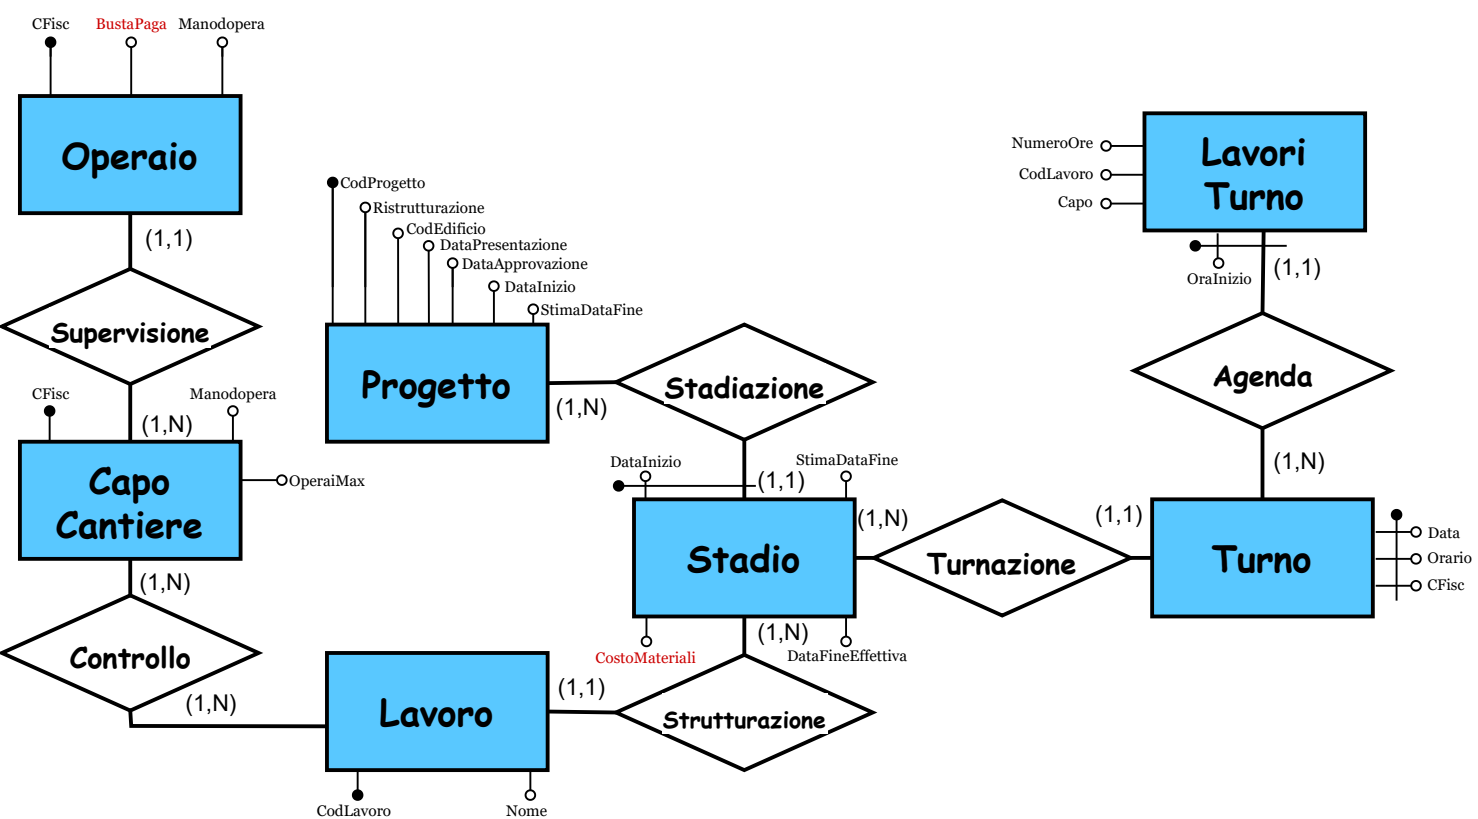 CFisc
BustaPaga
Manodopera
Operaio
(1,1)
Supervisione
(1,N)
CFisc
Manodopera
Capo
Cantiere
OperaiMax
(1,N)
Controllo
(1,N)
CodProgetto
Ristrutturazione
CodEdificio
DataPresentazione
DataApprovazione
DataInizio
StimaDataFine
Progetto
(1,N)
Stadiazione
(1,1)
DataInizio
StimaDataFine
Stadio
CostoMateriali
DataFineEffettiva
(1,N)
Strutturazione
(1,1)
Lavoro
CodLavoro
Nome
(1,N)
Turnazione
(1,1)
Turno
Data
Orario
CFisc
(1,N)
Agenda
(1,1)
OraInizio
Lavori
Turno
NumeroOre
CodLavoro
Capo